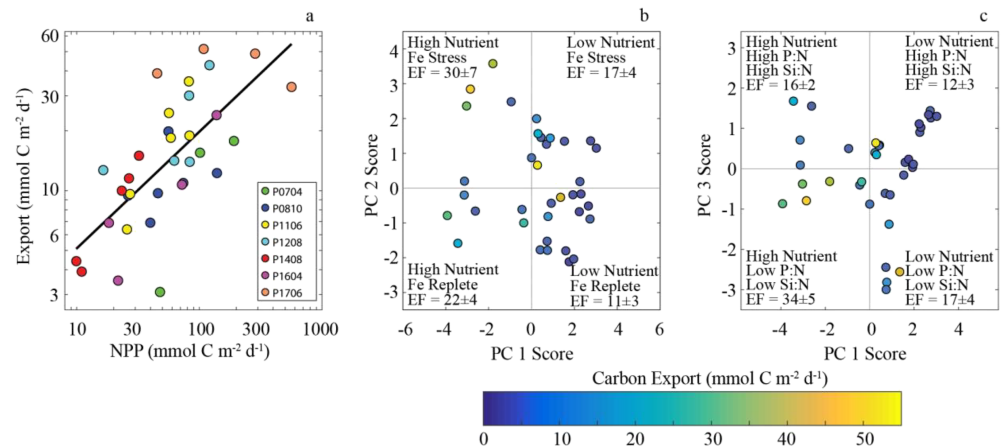 a
60
30
10
6
3
10
30
100
300
1000
Export (mmol C m-2 d-1)
NPP (mmol C m-2 d-1)
P0704
P0810
P1106
P1208
P1408
P1604
P1706
b
High Nutrient
Fe Stress
EF = 30±7
Low Nutrient
Fe Stress
EF = 17±4
High Nutrient
Fe Replete
EF = 22±4
Low Nutrient
Fe Replete
EF = 11±3
4
3
2
1
0
-1
-2
-3
-6
-4
-2
0
2
4
6
PC 2 Score
PC 1 Score
c
High Nutrient
High P:N
High Si:N
EF = 16±2
Low Nutrient
High P:N
High Si:N
EF = 12±3
High Nutrient
Low P:N
Low Si:N
EF = 34±5
Low Nutrient
Low P:N
Low Si:N
EF = 17±4
3
2
1
0
-1
-2
-3
-4
-2
0
2
4
PC 3 Score
PC 1 Score
Carbon Export (mmol C m-2 d-1)
0
10
20
30
40
50